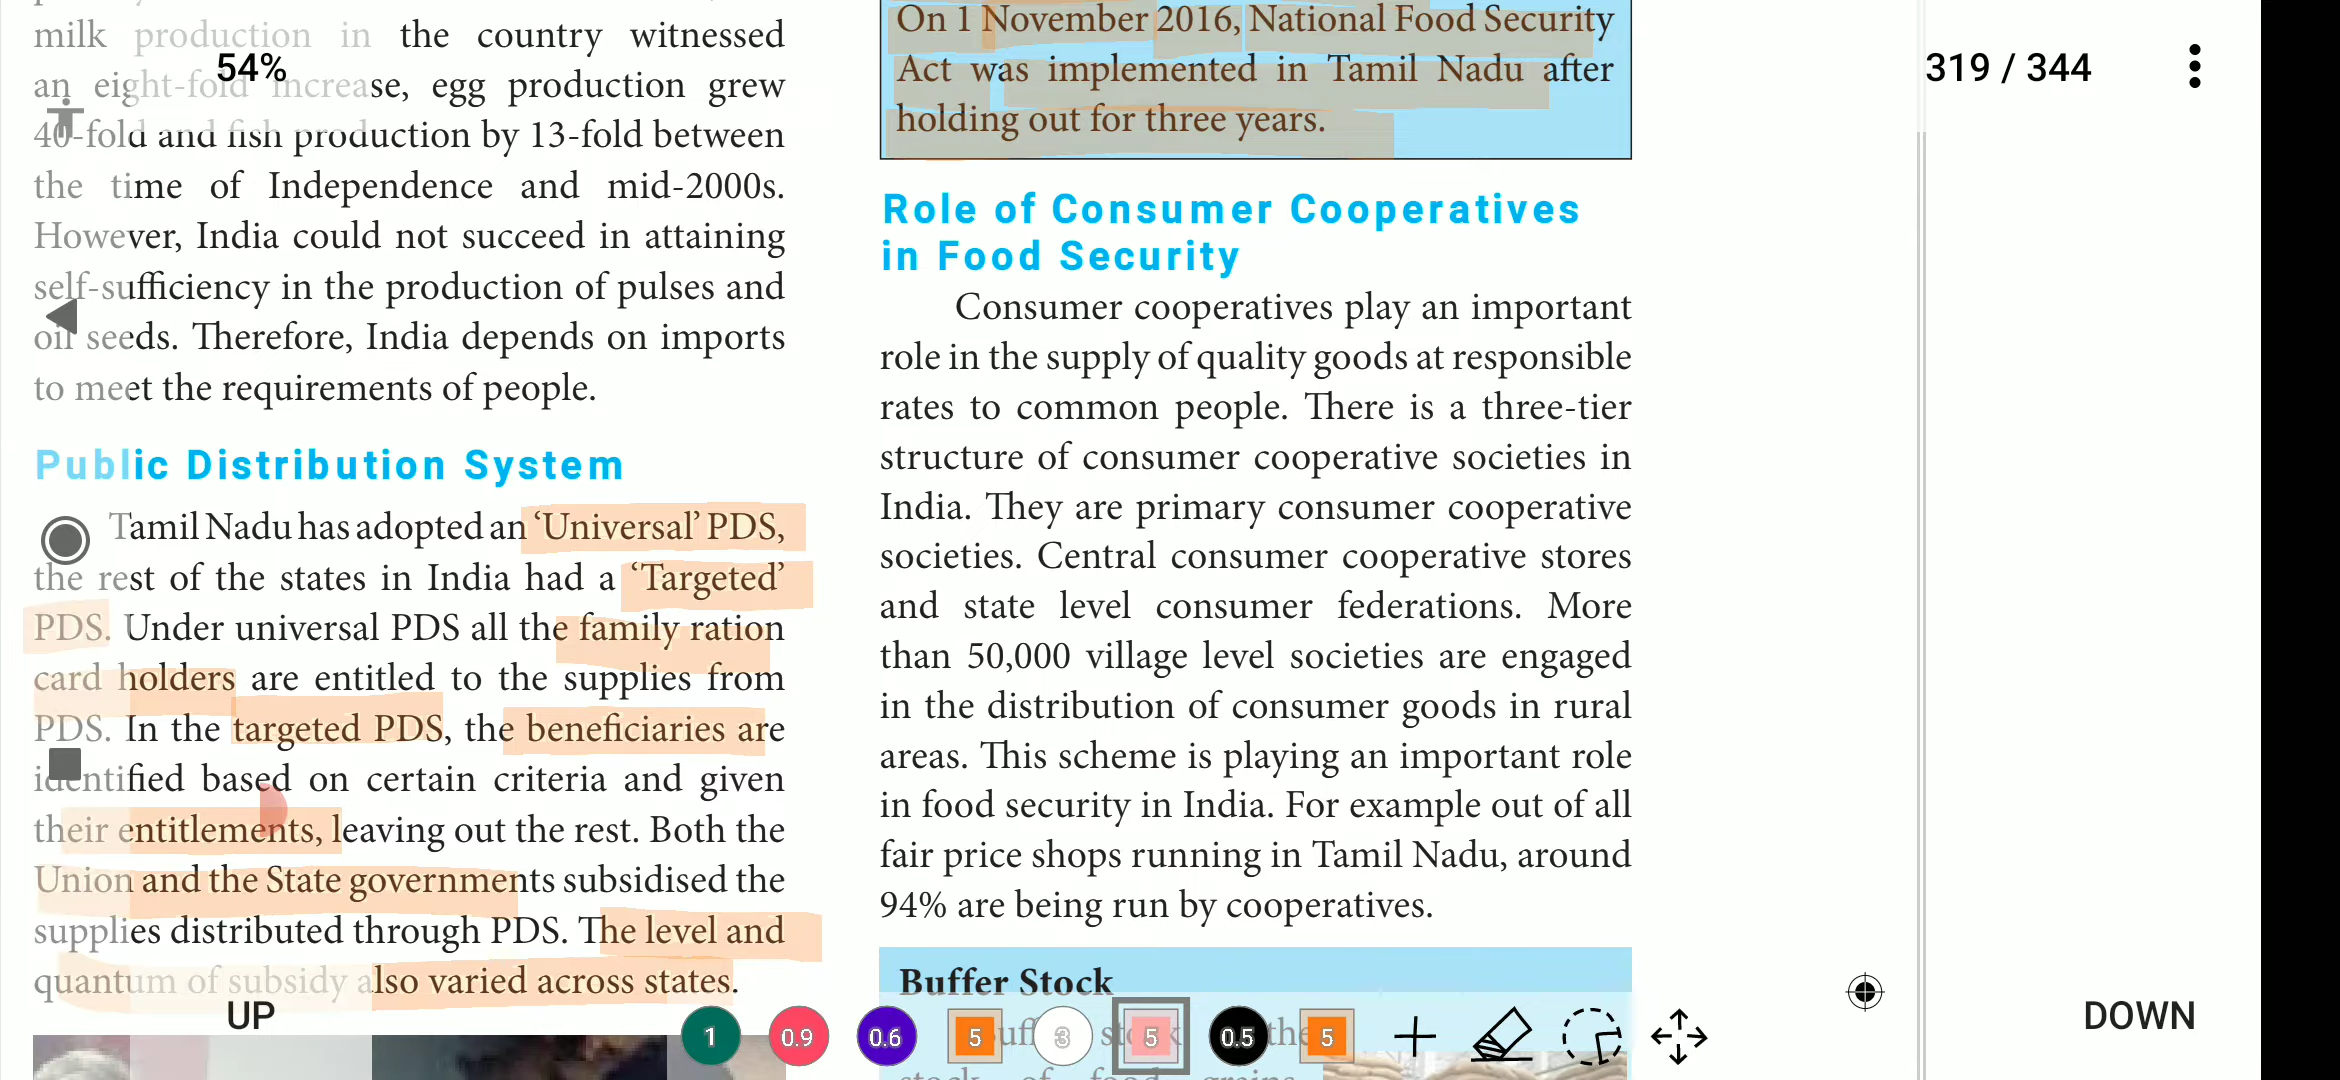 milk production in the country witnessed
an eight-fold increase, egg production grew
40-fold and fish production by 13-fold between
the time of Independence and mid-2000s.
However, India could not succeed in attaining
self-sufficiency in the production of pulses and
oil seeds. Therefore, India depends on imports
to meet the requirements of people.
Public Distribution System
Tamil Nadu has adopted an ‘Universal’ PDS,
the rest of the states in India had a ‘Targeted’
PDS. Under universal PDS all the family ration
card holders are entitled to the supplies from
PDS. In the targeted PDS, the beneficiaries are
identified based on certain criteria and given
their entitlements, leaving out the rest. Both the
Union and the State governments subsidised the
supplies distributed through PDS. The level and
quantum of subsidy also varied across states.
On 1 November 2016, National Food Security
Act was implemented in Tamil Nadu after
holding out for three years.
Role of Consumer Cooperatives
in Food Security
Consumer cooperatives play an important
role in the supply of quality goods at responsible
rates to common people. There is a three-tier
structure of consumer cooperative societies in
India. They are primary consumer cooperative
societies. Central consumer cooperative stores
and state level consumer federations. More
than 50,000 village level societies are engaged
in the distribution of consumer goods in rural
areas. This scheme is playing an important role
in food security in India. For example out of all
fair price shops running in Tamil Nadu, around
94% are being run by cooperatives.
Buffer Stock
stock the
stock of food grains
54%
319 / 344
UP
DOWN
1 0.9 0.6 5 3 5 0.5 5